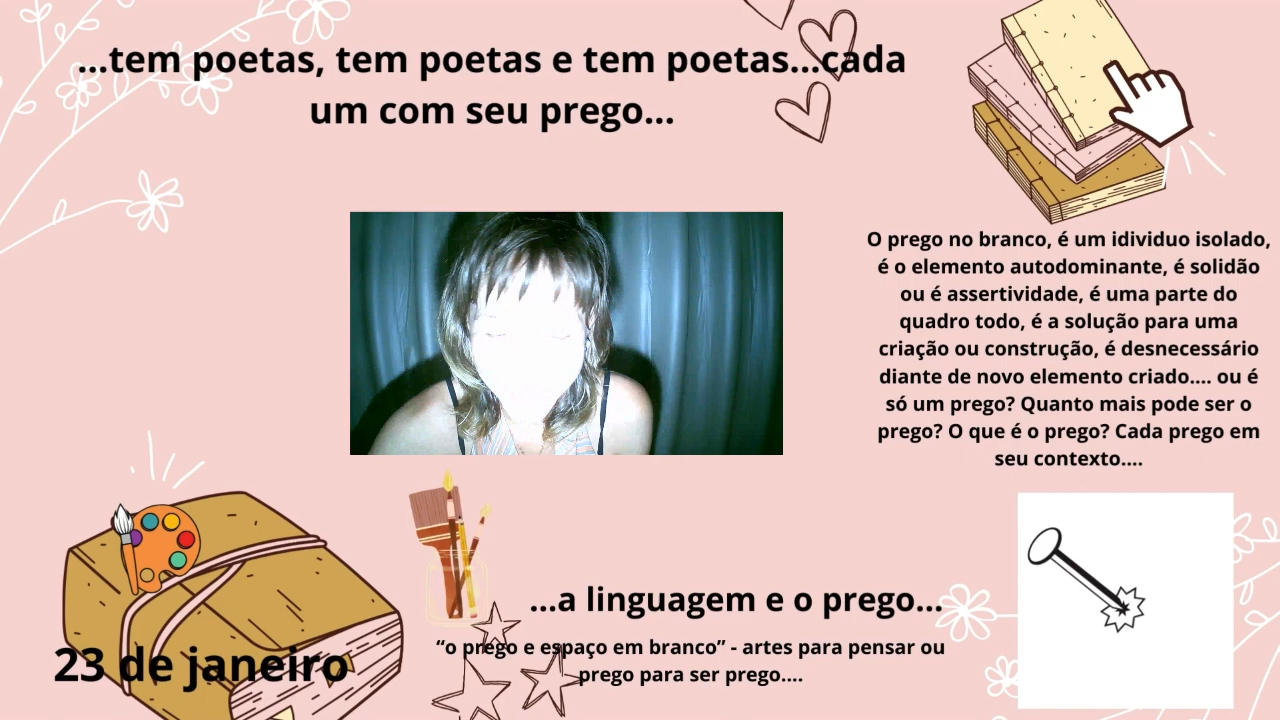 ...tem poetas, tem poetas e tem poetas...cada
um com seu prego...
O prego no branco, é um idividuo isolado,
é o elemento autodominante, é solidão
ou é assertividade, é uma parte do
quadro todo, é a solução para uma
criação ou construção, é desnecessário
diante de novo elemento criado.... ou é
só um prego? Quanto mais pode ser o
prego? O que é o prego? Cada prego em
seu contexto....
...a linguagem e o prego...
“o prego e espaço em branco” - artes para pensar ou
prego para ser prego....
23 de janeiro